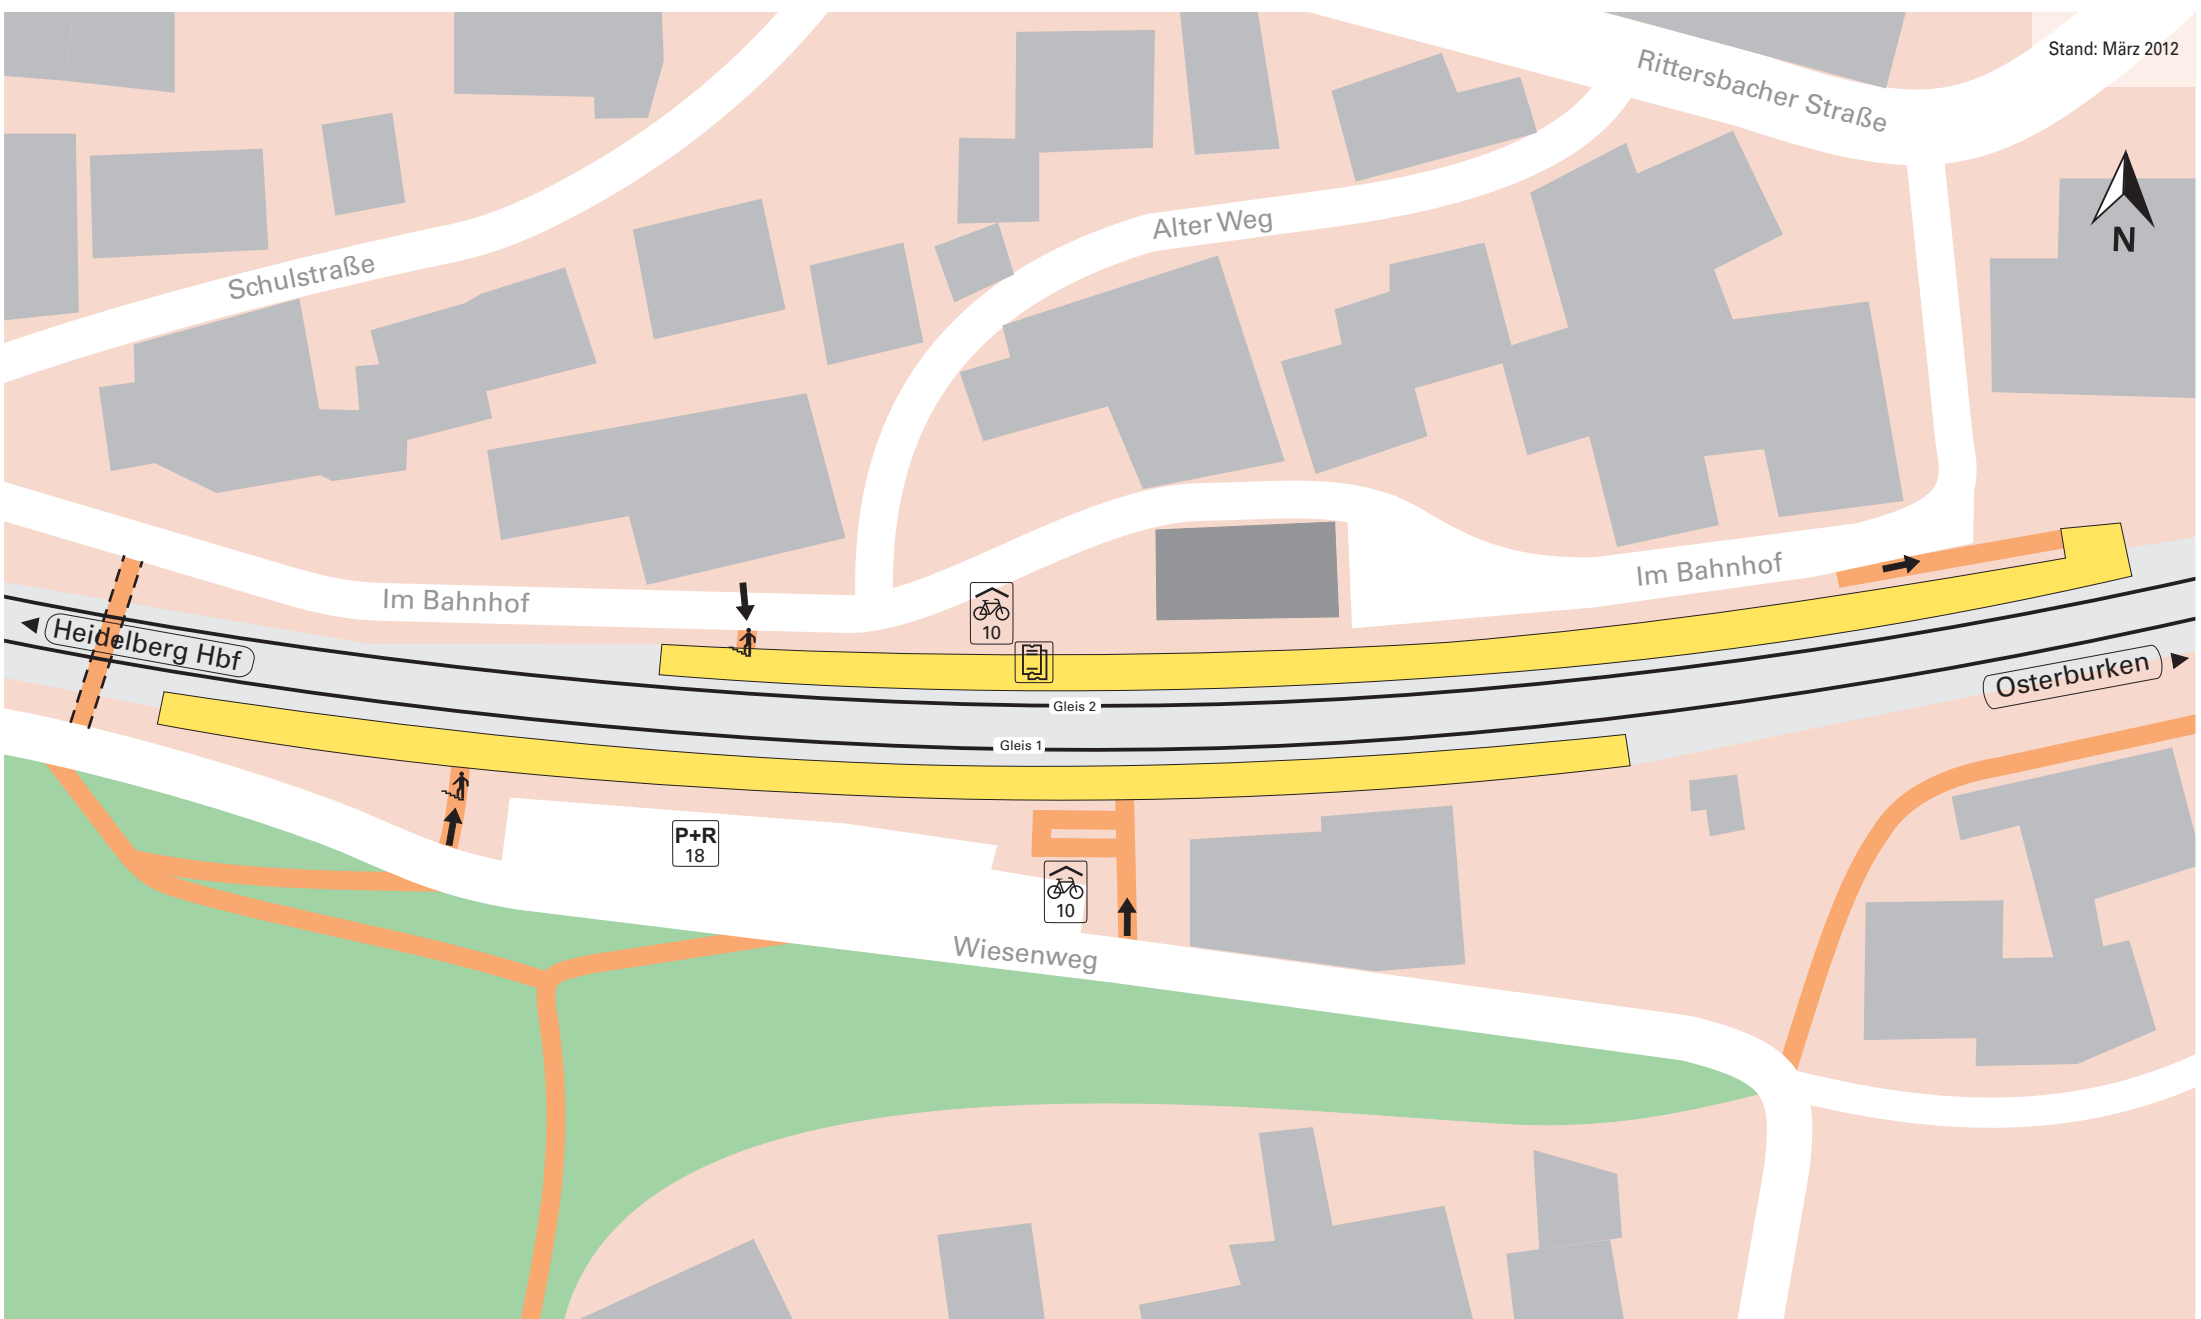 Stand: März 2012
Rittersbacher Straße
Alter Weg
N
Schulstraße
Im Bahnhof
Im Bahnhof
10
Heidelberg Hbf
Osterburken
Gleis 2
Gleis 1
P+R
18
10
Wiesenweg